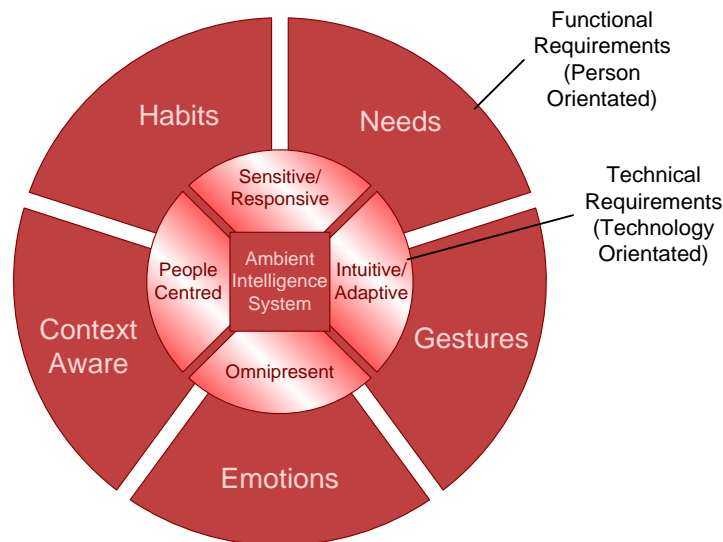 Functional
Requirements
(Person
Orientated)
Habits
Needs
Technical
Requirements
(Technology
Orientated)
Sensitive/
Responsive
People
Centred
Ambient
Intelligence
System
Intuitive/
Adaptive
Context
Aware
Gestures
Omnipresent
Emotions